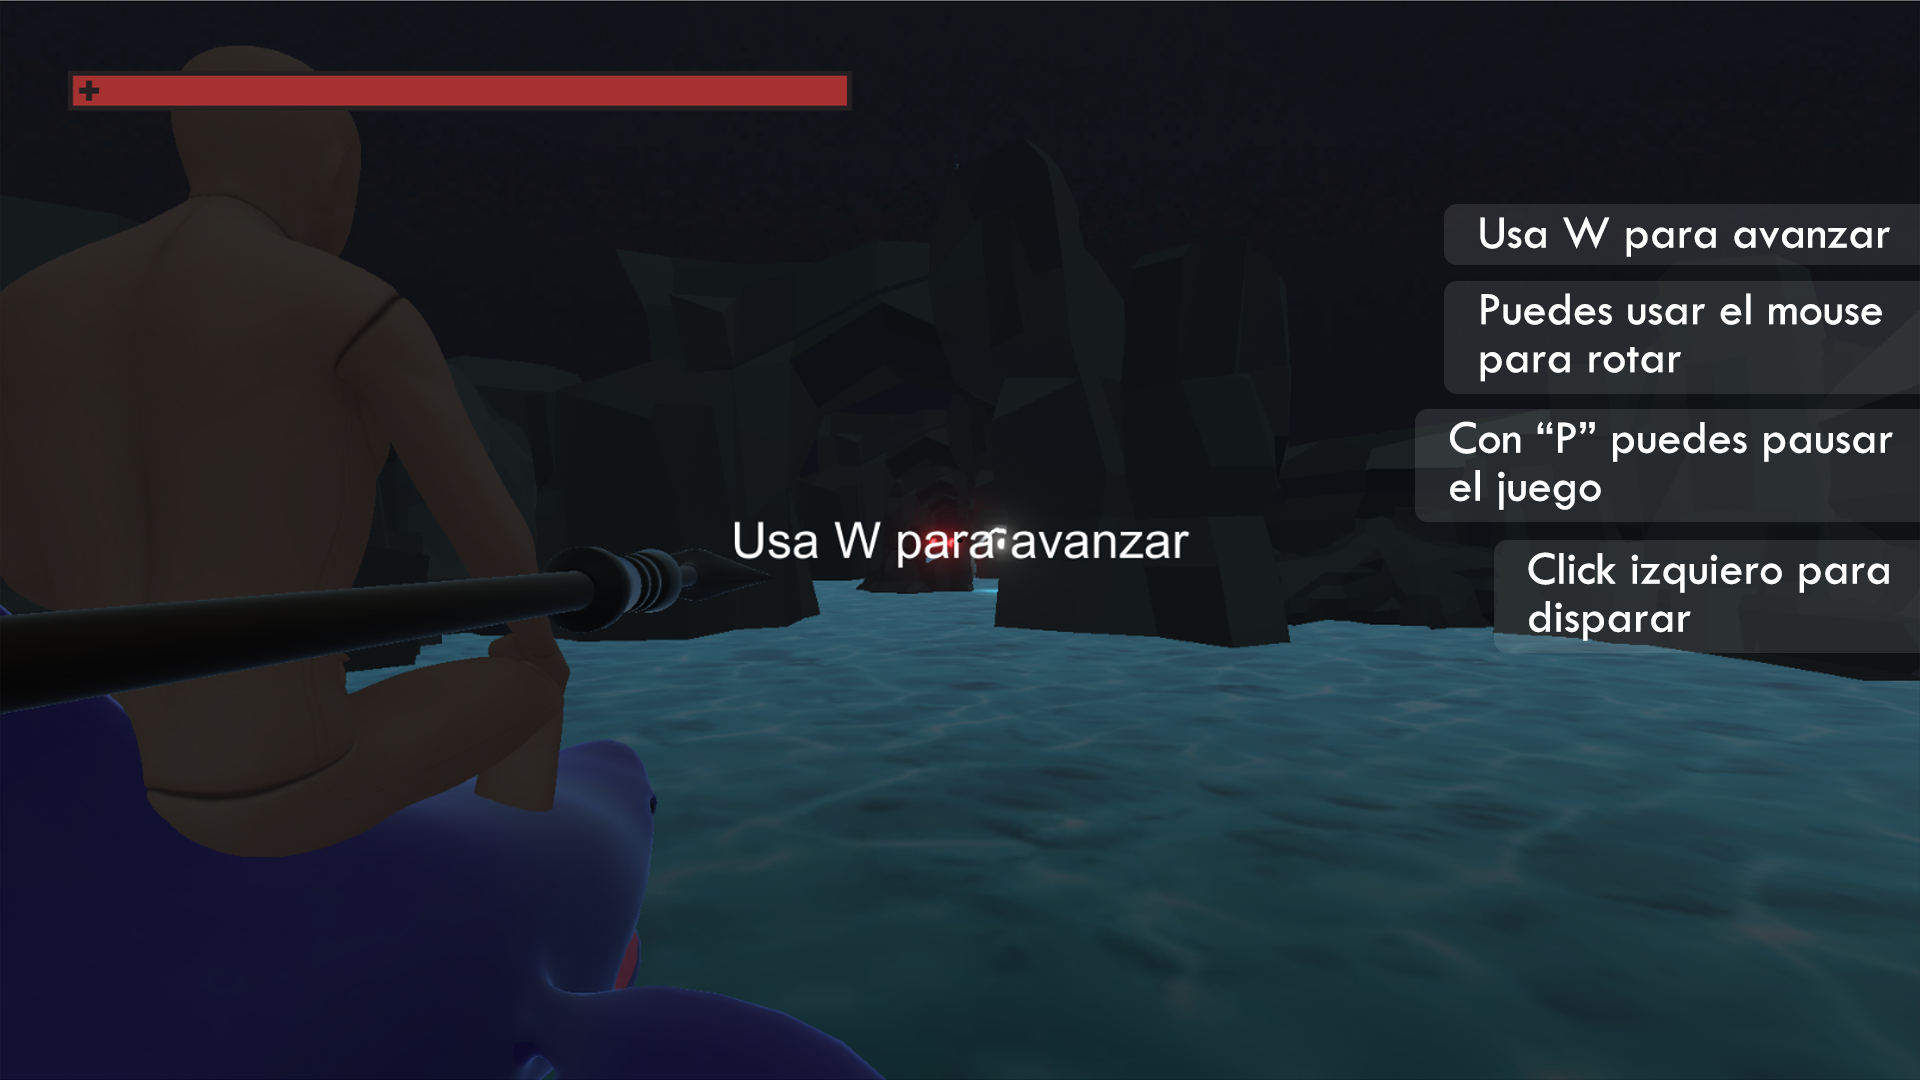 Usa W para avanzar
Puedes usar el mouse
para rotar
Con “P” puedes pausar
el juego
Usa W para avanzar
Click izquiero para
disparar